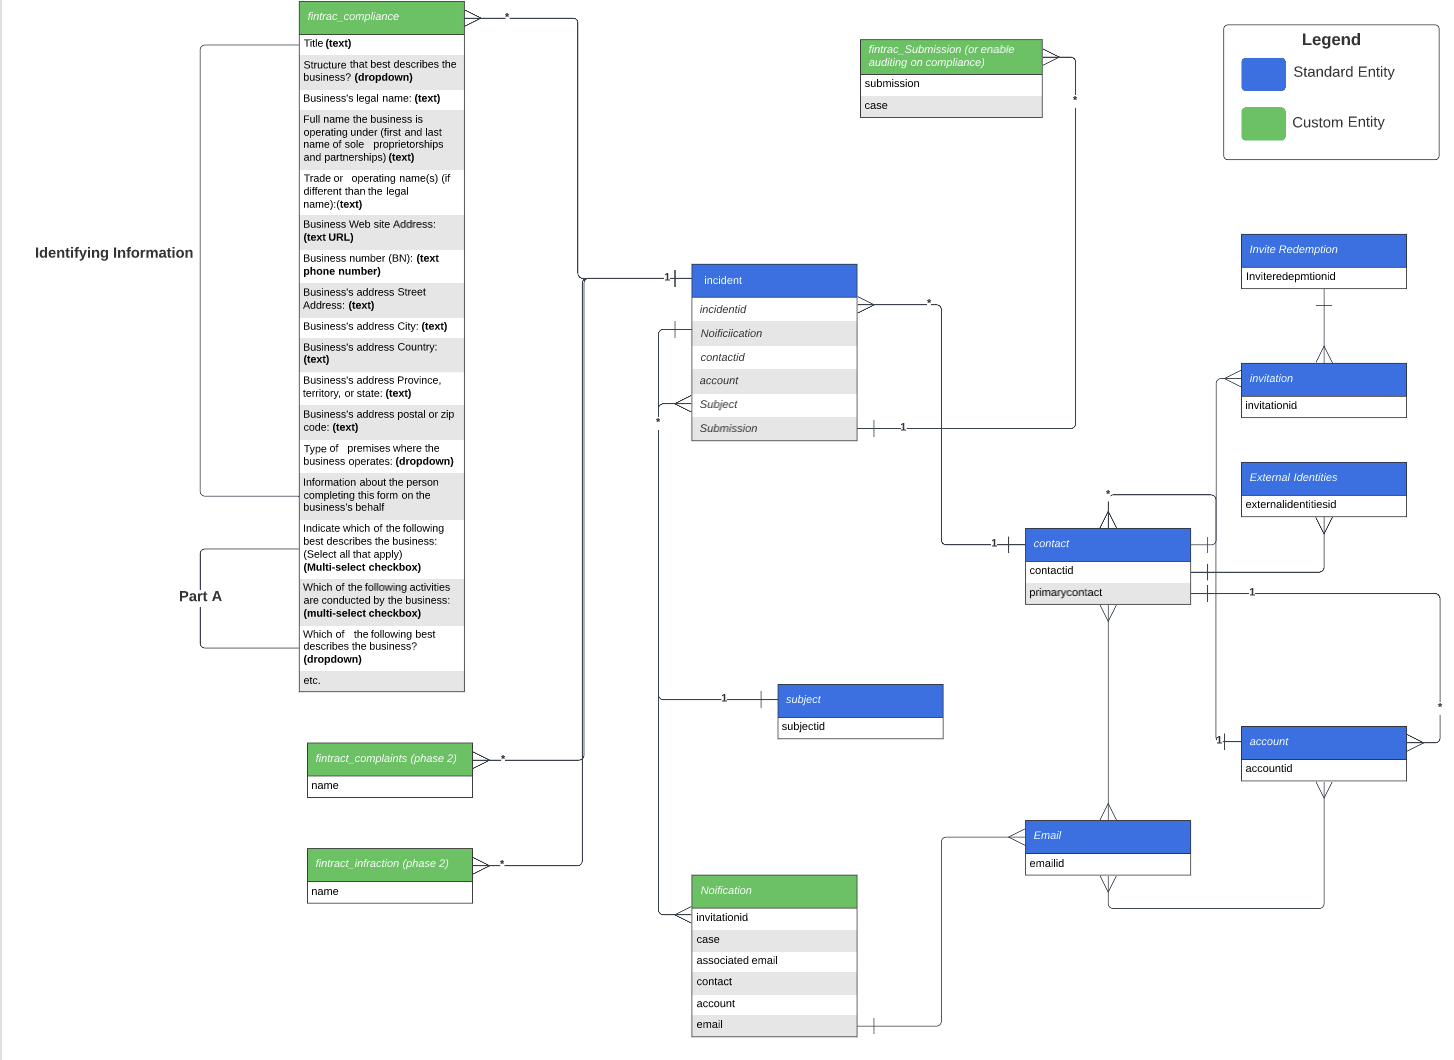 fintrac_compliance
*
Title (text)
Structure that best describes the
business? (dropdown)
Business's legal name: (text)
Full name the business is
operating under (first and last
name of sole proprietorships
and partnerships) (text)
Trade or operating name(s) (if
different than the legal
name):(text)
Business Web site Address:
(text URL)
Business number (BN): (text
phone number)
Business's address Street
Address: (text)
Business's address City: (text)
Business's address Country:
(text)
Business's address Province,
territory, or state: (text)
Business's address postal or zip
code: (text)
Type of premises where the
business operates: (dropdown)
Information about the person
completing this form on the
business's behalf
Indicate which of the following
best describes the business:
(Select all that apply)
(Multi-select checkbox)
Which of the following activities
are conducted by the business:
(multi-select checkbox)
Which of the following best
describes the business?
(dropdown)
etc.
Identifying Information
Part A
fintract_complaints (phase 2)
*
name
fintract_infraction (phase 2)
*
name
fintrac_Submission (or enable
auditing on compliance)
submission
case
*
Legend
Standard Entity
Custom Entity
1
incident
incidentid
Noificiication
contactid
account
Subject
Submission
*
1
*
Invite Redemption
Inviteredepmtionid
invitation
invitationid
External Identities
externalidentitiesid
*
1
contact
contactid
primarycontact
1
1
subject
subjectid
*
1
account
accountid
Email
emailid
Noification
invitationid
case
associated email
contact
account
email